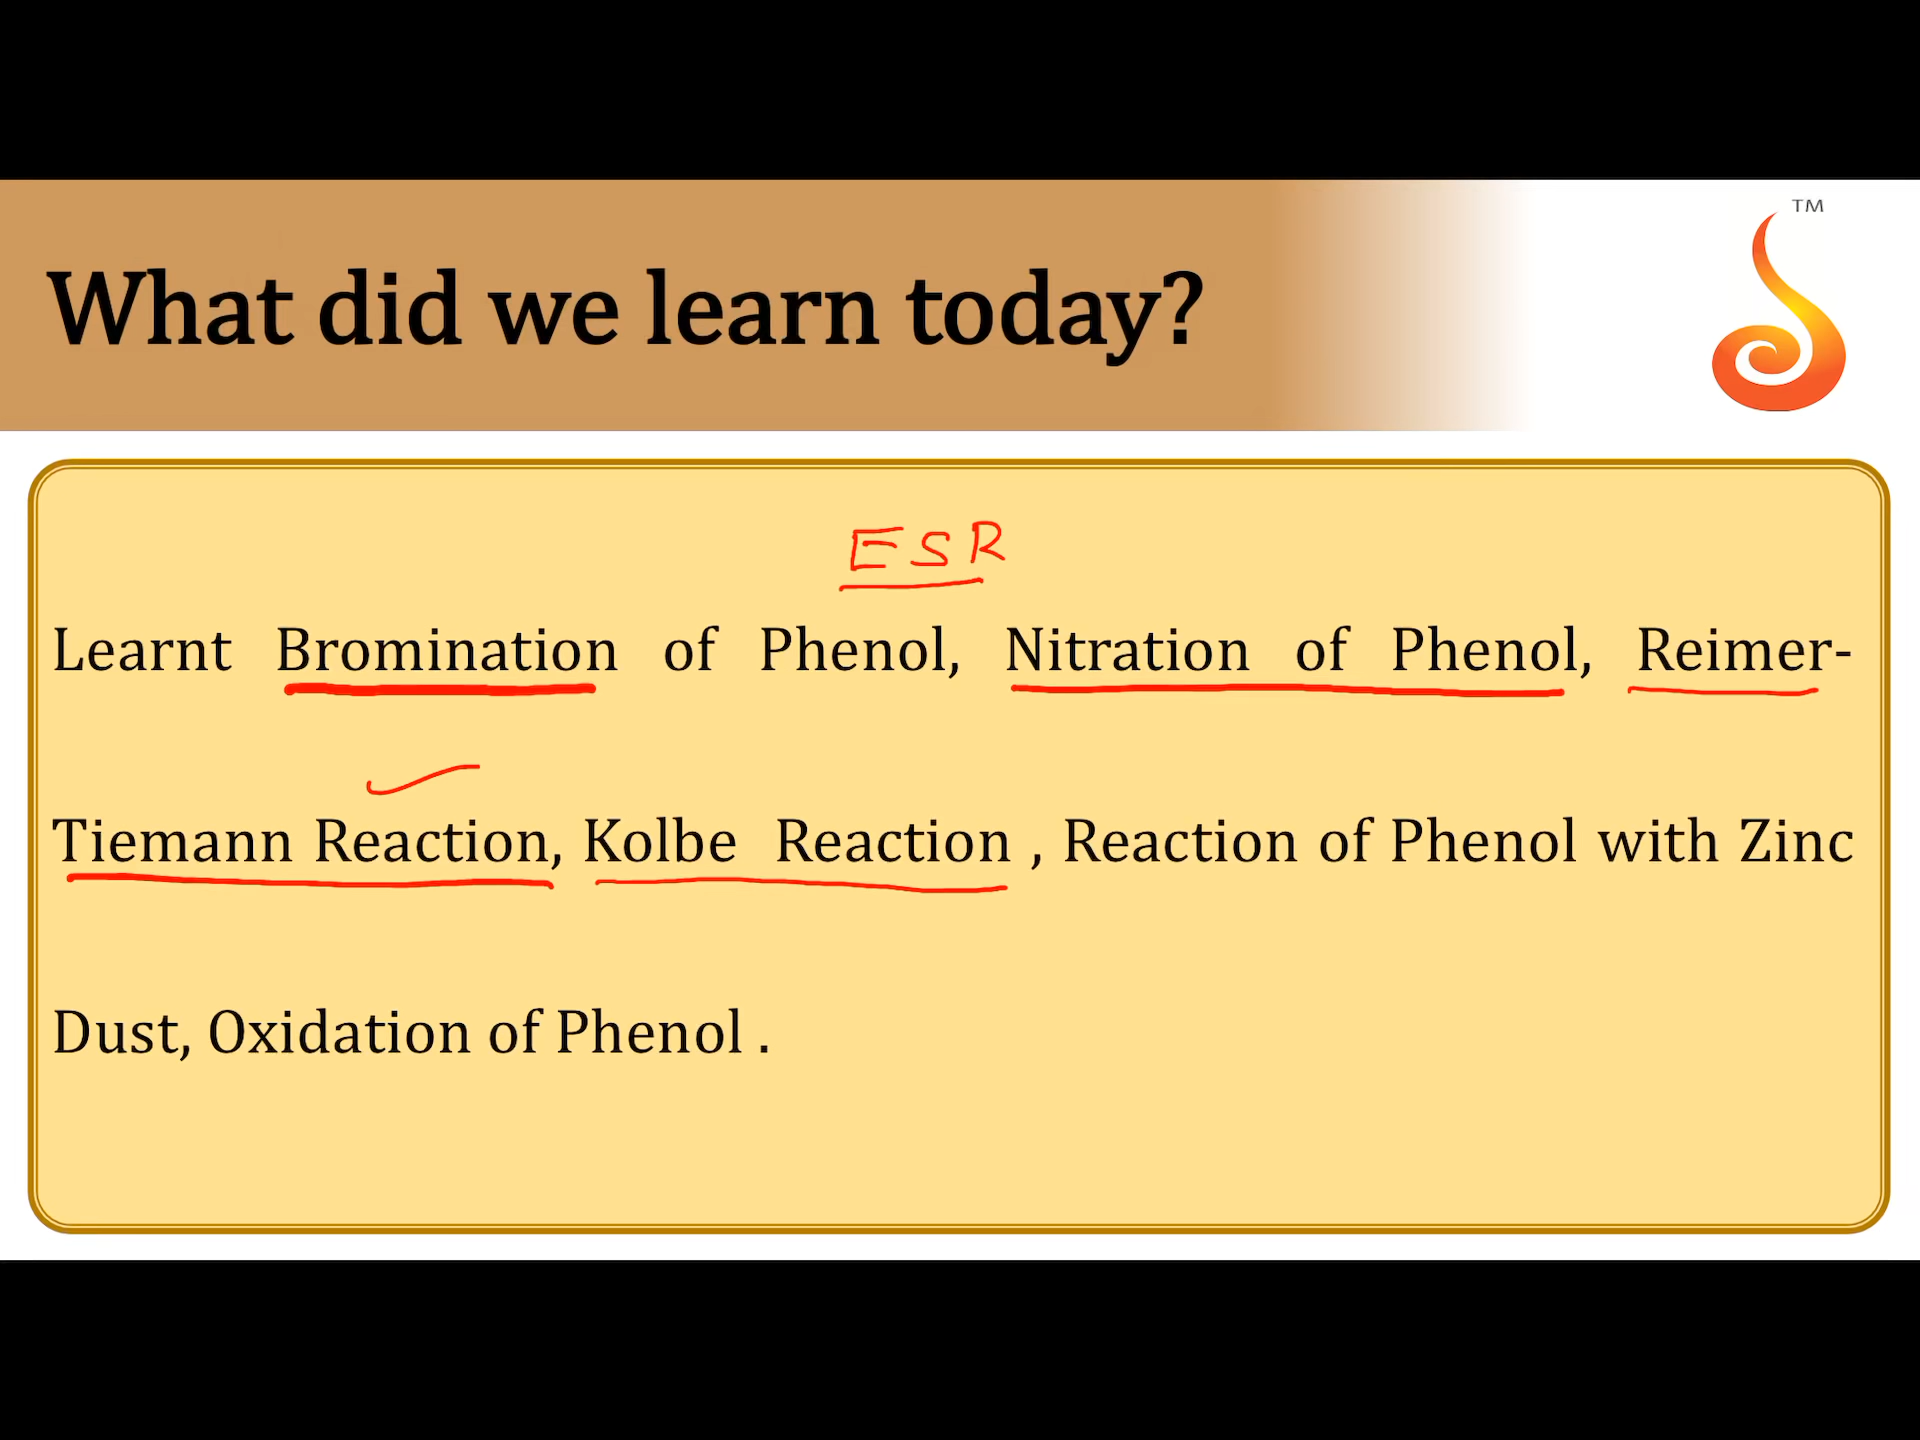 TM
What did we learn today?
ESR
Learnt Bromination of Phenol, Nitration of Phenol, Reimer-
Tiemann Reaction, Kolbe Reaction , Reaction of Phenol with Zinc
Dust, Oxidation of Phenol .